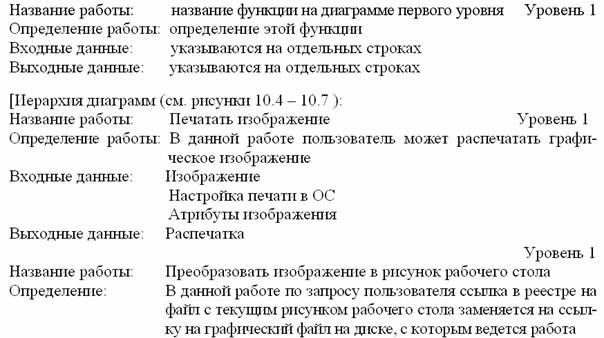 Название работы: название функции на диаграмме первого уровня Уровень 1
Определение работы: определение этой функции
Входные данные: указываются на отдельных строках
Выходные данные: указываются на отдельных строках
[Иерархия диаграмм (см. рисунки 10.4 – 10.7 ):
Название работы: Печатать изображение Уровень 1
Определение работы: В данной работе пользователь может распечатать графи-
ческое изображение
Входные данные: Изображение
Настройка печати в ОС
Атрибуты изображения
Выходные данные: Распечатка
Уровень 1
Название работы: Преобразовать изображение в рисунок рабочего стола
Определение: В данной работе по запросу пользователя ссылка в реестре на
файл с текущим рисунком рабочего стола заменяется на ссыл-
ку на графический файл на диске, с которым ведется работа